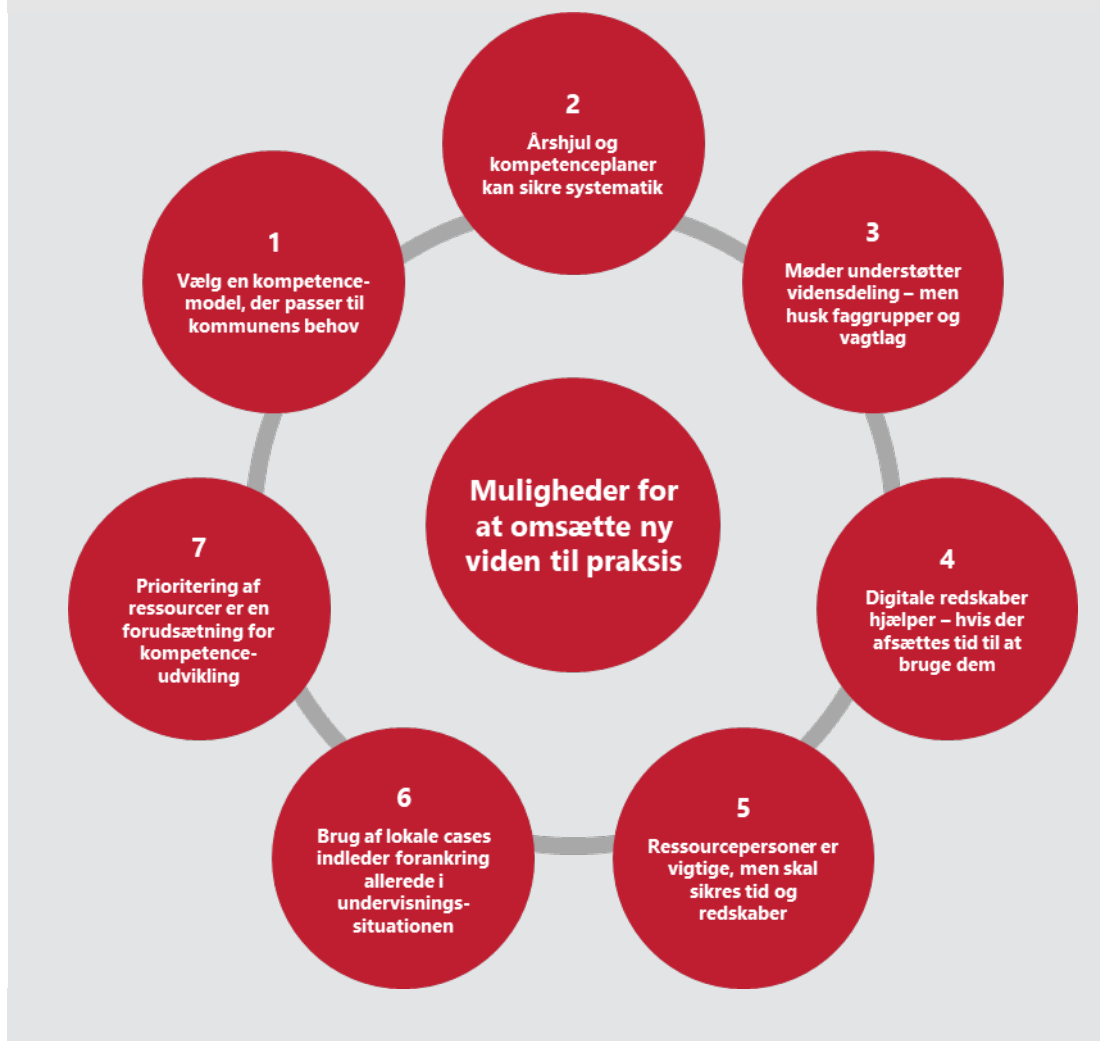 Muligheder for
at omsætte ny
viden til praksis
1
Vælg en kompetence-
model, der passer til
kommunens behov
2
Årshjul og
kompetenceplaner
kan sikre systematik
3
Møder understøtter
vidensdeling – men
husk faggrupper og
vagtlag
4
Digitale redskaber
hjælper – hvis der
afsættes tid til at
bruge dem
5
Ressourcepersoner er
vigtige, men skal
sikres tid og
redskaber
6
Brug af lokale cases
indleder forankring
allerede i
undervisnings-
situationen
7
Prioritering af
ressourcer er en
forudsætning for
kompetence-
udvikling